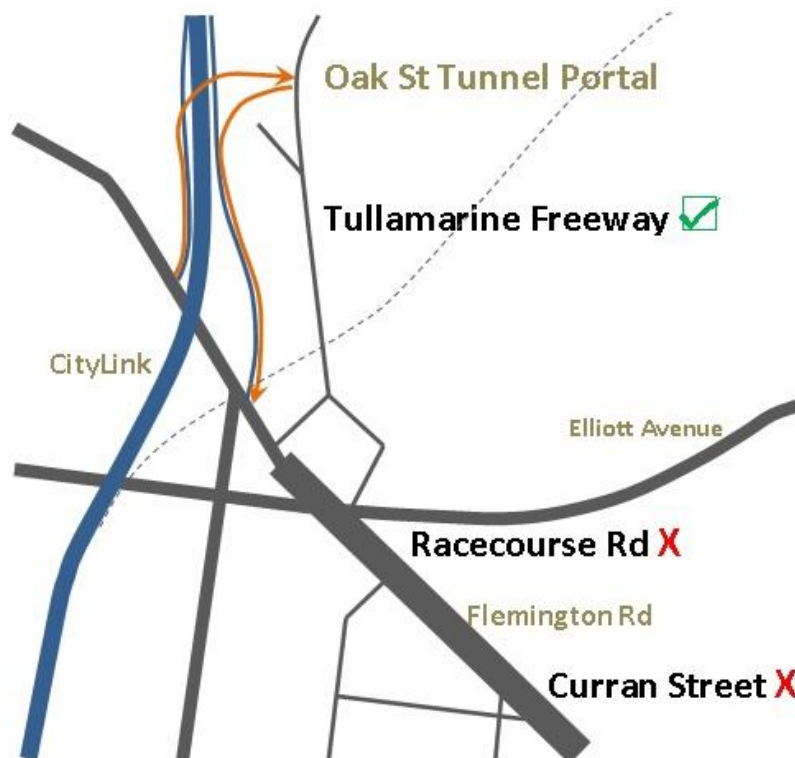 Oak St Tunnel Portal
Tullamarine Freeway
CityLink
Elliott Avenue
Racecourse Rd X
Flemington Rd
Curran Street X